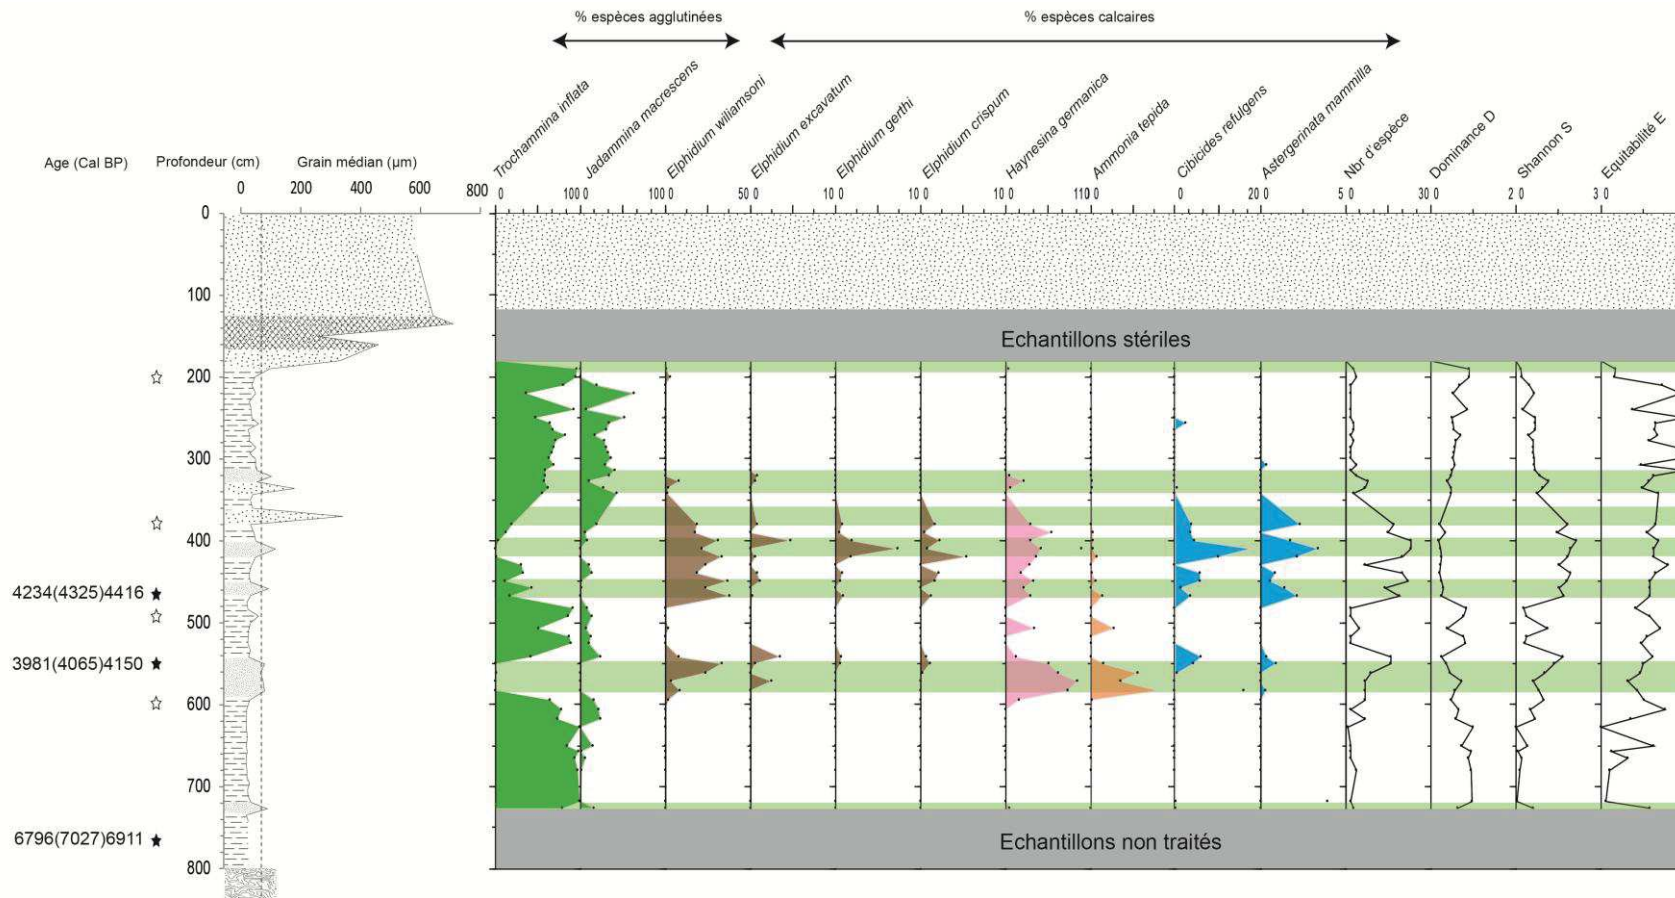 % espèces agglutinées
% espèces calcaires
Trochammina inflata
Jadammina macrescens
Elphidium wiliamsoni
Elphidium excavatum
Elphidium gerthi
Elphidium crispum
Haynesina germanica
Ammonia tepida
Cibicides refulgens
Astergerinata mammilla
Nbr d'espèce
Dominance D
Shannon S
Equitabilité E
Age (Cal BP)
Profondeur (cm)
Grain médian (µm)
0 200 400 600 800
0 100 0 100 0 50 0 10 0 10 0 10 0 110 0 0 20 0 5 0 30 0 2 0 3 0
0
100
Echantillons stériles
200
300
400
4234(4325)4416
500
3981(4065)4150
600
700
6796(7027)6911
Echantillons non traités
800